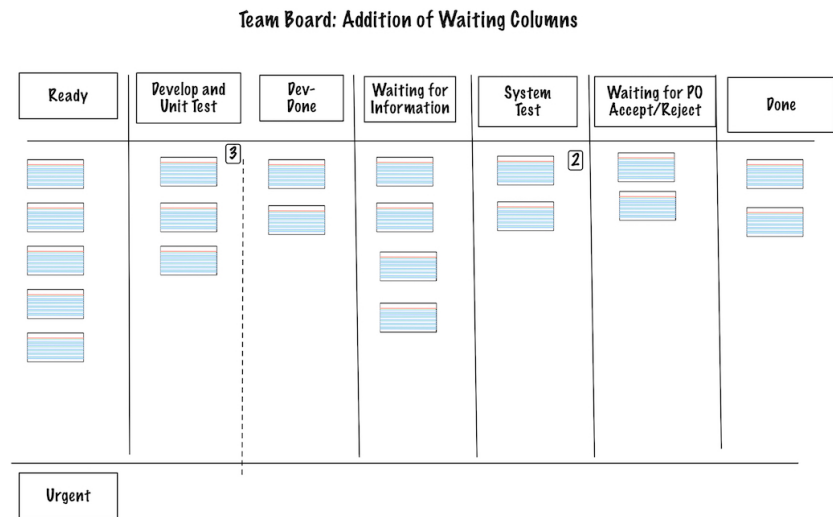 Team Board: Addition of Waiting Columns
Ready
Develop and
Unit Test
Dev-
Done
Waiting for
Information
System
Test
Waiting for PO
Accept/Reject
Done
3
2
Urgent